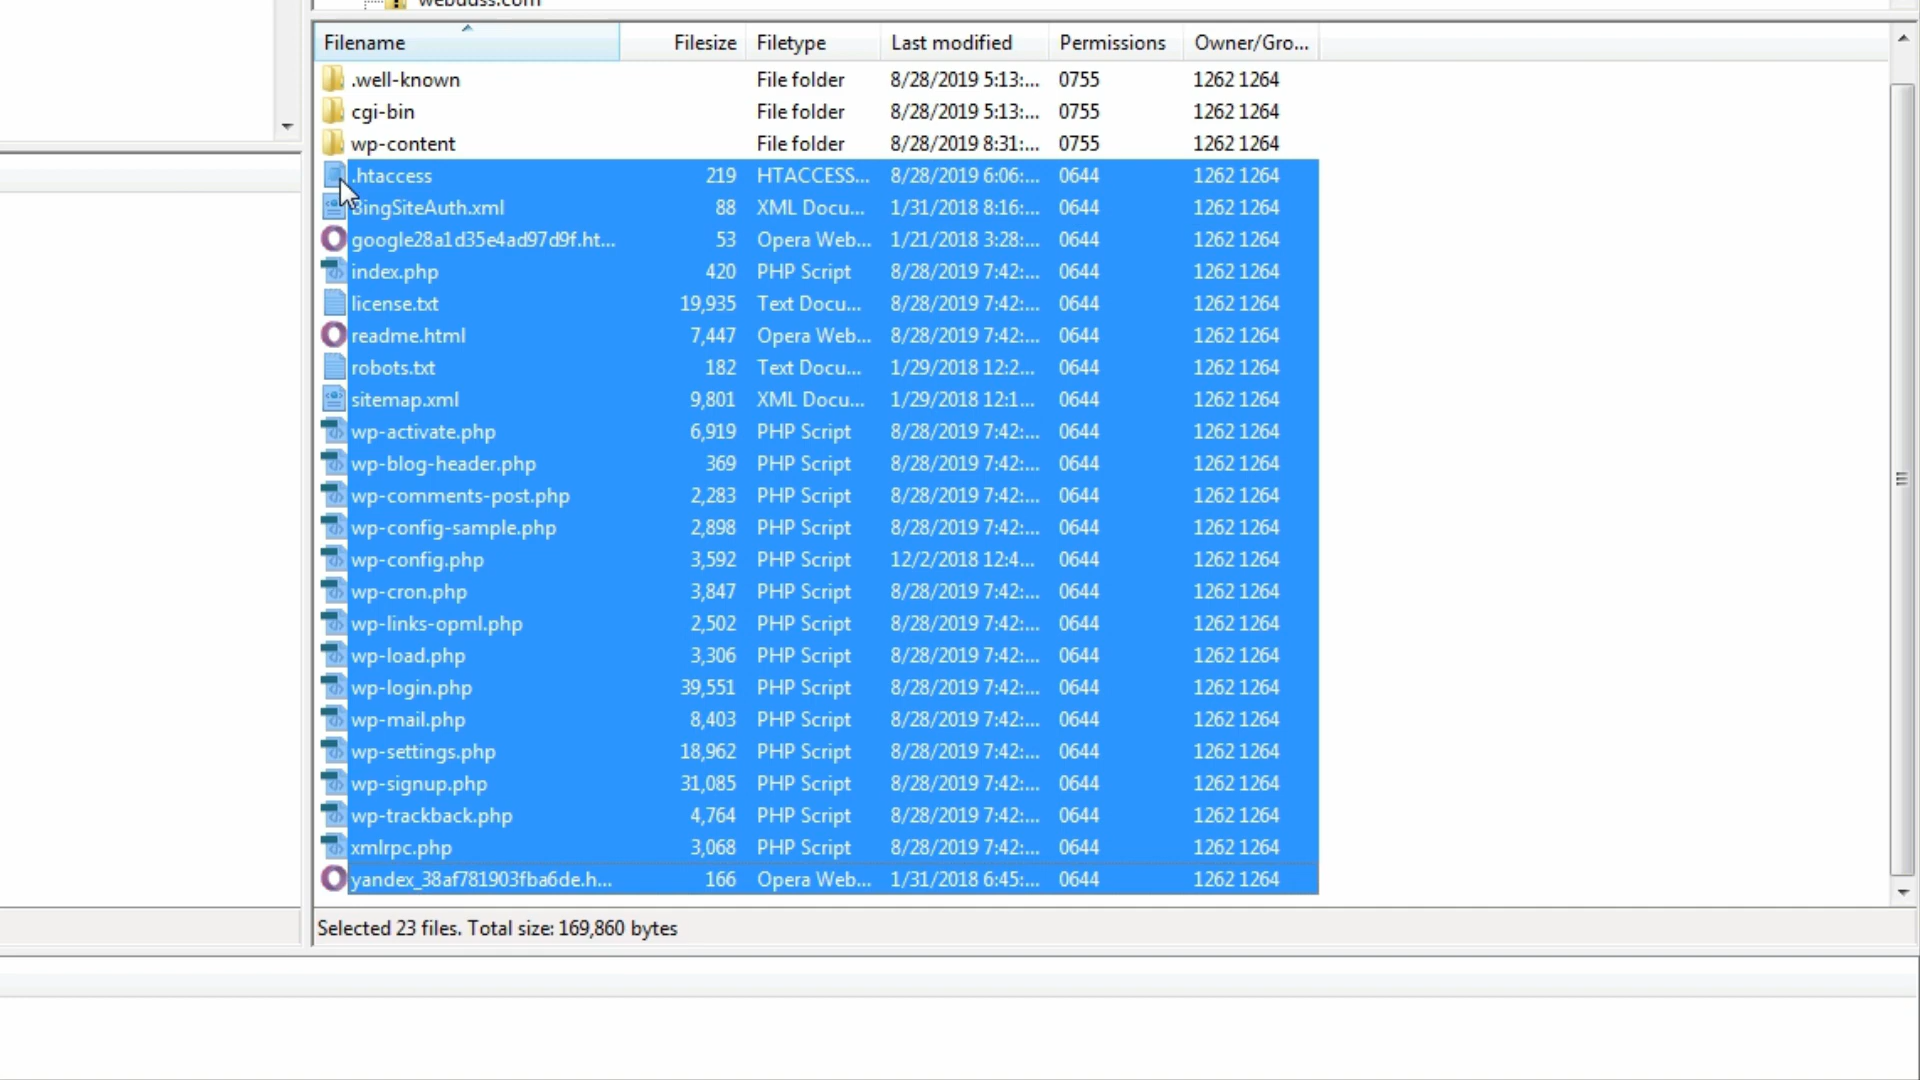 webduss.com
Filename Filesize Filetype Last modified Permissions Owner/Gro...
.well-known File folder 8/28/2019 5:13:... 0755 1262 1264
cgi-bin File folder 8/28/2019 5:13:... 0755 1262 1264
wp-content File folder 8/28/2019 8:31:... 0755 1262 1264
.htaccess 219 HTACCESS... 8/28/2019 6:06:... 0644 1262 1264
BingSiteAuth.xml 88 XML Docu... 1/31/2018 8:16:... 0644 1262 1264
google28a1d35e4ad97d9f.ht... 53 Opera Web... 1/21/2018 3:28:... 0644 1262 1264
index.php 420 PHP Script 8/28/2019 7:42:... 0644 1262 1264
license.txt 19,935 Text Docu... 8/28/2019 7:42:... 0644 1262 1264
readme.html 7,447 Opera Web... 8/28/2019 7:42:... 0644 1262 1264
robots.txt 182 Text Docu... 1/29/2018 12:2... 0644 1262 1264
sitemap.xml 9,801 XML Docu... 1/29/2018 12:1... 0644 1262 1264
wp-activate.php 6,919 PHP Script 8/28/2019 7:42:... 0644 1262 1264
wp-blog-header.php 369 PHP Script 8/28/2019 7:42:... 0644 1262 1264
wp-comments-post.php 2,283 PHP Script 8/28/2019 7:42:... 0644 1262 1264
wp-config-sample.php 2,898 PHP Script 8/28/2019 7:42:... 0644 1262 1264
wp-config.php 3,592 PHP Script 12/2/2018 12:4... 0644 1262 1264
wp-cron.php 3,847 PHP Script 8/28/2019 7:42:... 0644 1262 1264
wp-links-opml.php 2,502 PHP Script 8/28/2019 7:42:... 0644 1262 1264
wp-load.php 3,306 PHP Script 8/28/2019 7:42:... 0644 1262 1264
wp-login.php 39,551 PHP Script 8/28/2019 7:42:... 0644 1262 1264
wp-mail.php 8,403 PHP Script 8/28/2019 7:42:... 0644 1262 1264
wp-settings.php 18,962 PHP Script 8/28/2019 7:42:... 0644 1262 1264
wp-signup.php 31,085 PHP Script 8/28/2019 7:42:... 0644 1262 1264
wp-trackback.php 4,764 PHP Script 8/28/2019 7:42:... 0644 1262 1264
xmlrpc.php 3,068 PHP Script 8/28/2019 7:42:... 0644 1262 1264
yandex_38af781903fba6de.h... 166 Opera Web... 1/31/2018 6:45:... 0644 1262 1264
Selected 23 files. Total size: 169,860 bytes